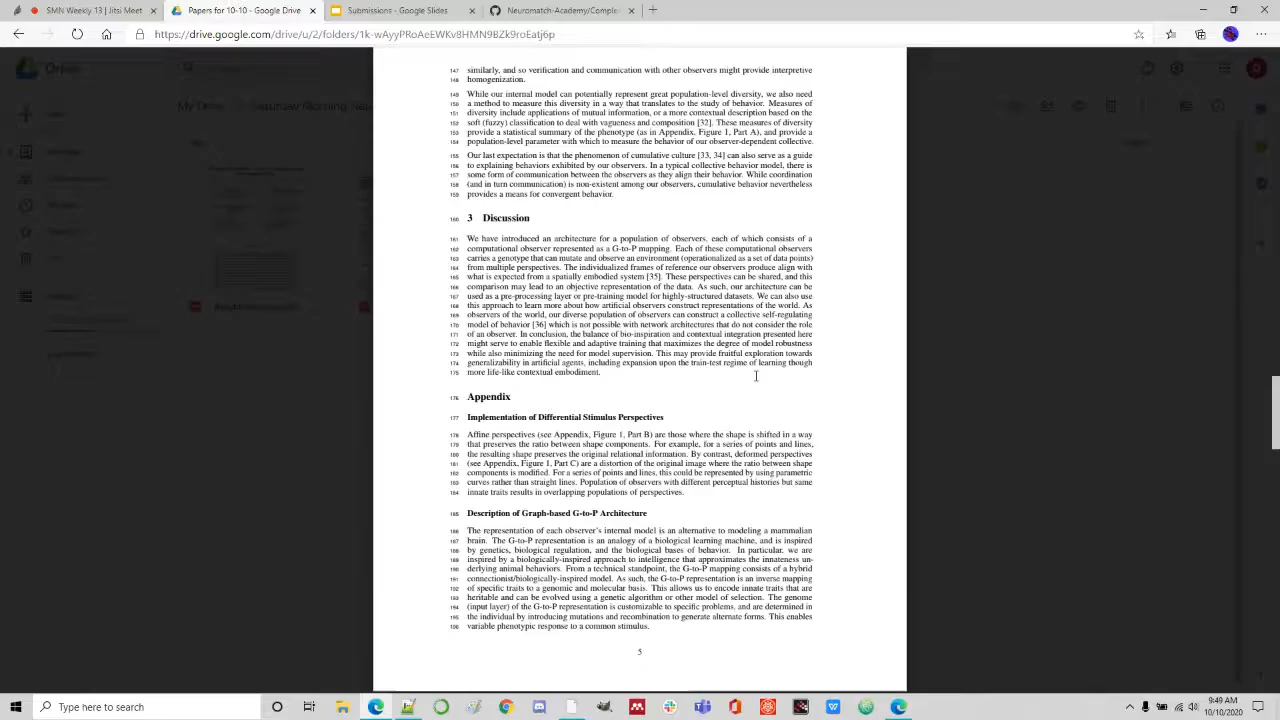 SMN Week 13 Jitsi Meet
Papers for 10-10 - Google Drive
Submissions - Google Slides
devoworm/Proposals-Public-Lect
Neomatch-Academy/precourse
https://drive.google.com/drive/u/2/folders/1k-wAyyPRoAeEWKv8HMN9BZk9roEatj6p
Drive
My Drive
Saturday Morning
147 similarly, and so verification and communication with other observers might provide interpretive
148 homogenization.
149 While our internal model can potentially represent great population-level diversity, we also need
150 a method to measure this diversity in a way that translates to the study of behavior. Measures of
151 diversity include applications of mutual information, or a more contextual description based on the
152 soft (fuzzy) classification to deal with vagueness and composition [32]. These measures of diversity
153 provide a statistical summary of the phenotype (as in Appendix, Figure 1, Part A), and provide a
154 population-level parameter with which to measure the behavior of our observer-dependent collective.
155 Our last expectation is that the phenomenon of cumulative culture [33, 34] can also serve as a guide
156 to explaining behaviors exhibited by our observers. In a typical collective behavior model, there is
157 some form of communication between the observers as they align their behavior. While coordination
158 (and in turn communication) is non-existent among our observers, cumulative behavior nevertheless
159 provides a means for convergent behavior.
160 3 Discussion
161 We have introduced an architecture for a population of observers, each of which consists of a
162 computational observer represented as a G-to-P mapping. Each of these computational observers
163 carries a genotype that can mutate and observe an environment (operationalized as a set of data points)
164 from multiple perspectives. The individualized frames of reference our observers produce align with
165 what is expected from a spatially embodied system [35]. These perspectives can be shared, and this
166 comparison may lead to an objective representation of the data. As such, our architecture can be
167 used as a pre-processing layer or pre-training model for highly-structured datasets. We can also use
168 this approach to learn more about how artificial observers construct representations of the world. As
169 observers of the world, our diverse population of observers can construct a collective self-regulating
170 model of behavior [36] which is not possible with network architectures that do not consider the role
171 of an observer. In conclusion, the balance of bio-inspiration and contextual integration presented here
172 might serve to enable flexible and adaptive training that maximizes the degree of model robustness
173 while also minimizing the need for model supervision. This may provide fruitful exploration towards
174 generalizability in artificial agents, including expansion upon the train-test regime of learning though
175 more life-like contextual embodiment.
176 Appendix
177 Implementation of Differential Stimulus Perspectives
178 Affine perspectives (see Appendix, Figure 1, Part B) are those where the shape is shifted in a way
179 that preserves the ratio between shape components. For example, for a series of points and lines,
180 the resulting shape preserves the original relational information. By contrast, deformed perspectives
181 (see Appendix, Figure 1, Part C) are a distortion of the original image where the ratio between shape
182 components is modified. For a series of points and lines, this could be represented by using parametric
183 curves rather than straight lines. Population of observers with different perceptual histories but same
184 innate traits results in overlapping populations of perspectives.
185 Description of Graph-based G-to-P Architecture
186 The representation of each observer's internal model is an alternative to modeling a mammalian
187 brain. The G-to-P representation is an analogy of a biological learning machine, and is inspired
188 by genetics, biological regulation, and the biological bases of behavior. In particular, we are
189 inspired by a biologically-inspired approach to intelligence that approximates the innateness un-
190 derlying animal behaviors. From a technical standpoint, the G-to-P mapping consists of a hybrid
191 connectionist/biologically-inspired model. As such, the G-to-P representation is an inverse mapping
192 of specific traits to a genomic and molecular basis. This allows us to encode innate traits that are
193 heritable and can be evolved using a genetic algorithm or other model of selection. The genome
194 (input layer) of the G-to-P representation is customizable to specific problems, and are determined in
195 the individual by introducing mutations and recombination to generate alternate forms. This enables
196 variable phenotypic response to a common stimulus.
5
Type here to search
9:49 AM
10/10/2020